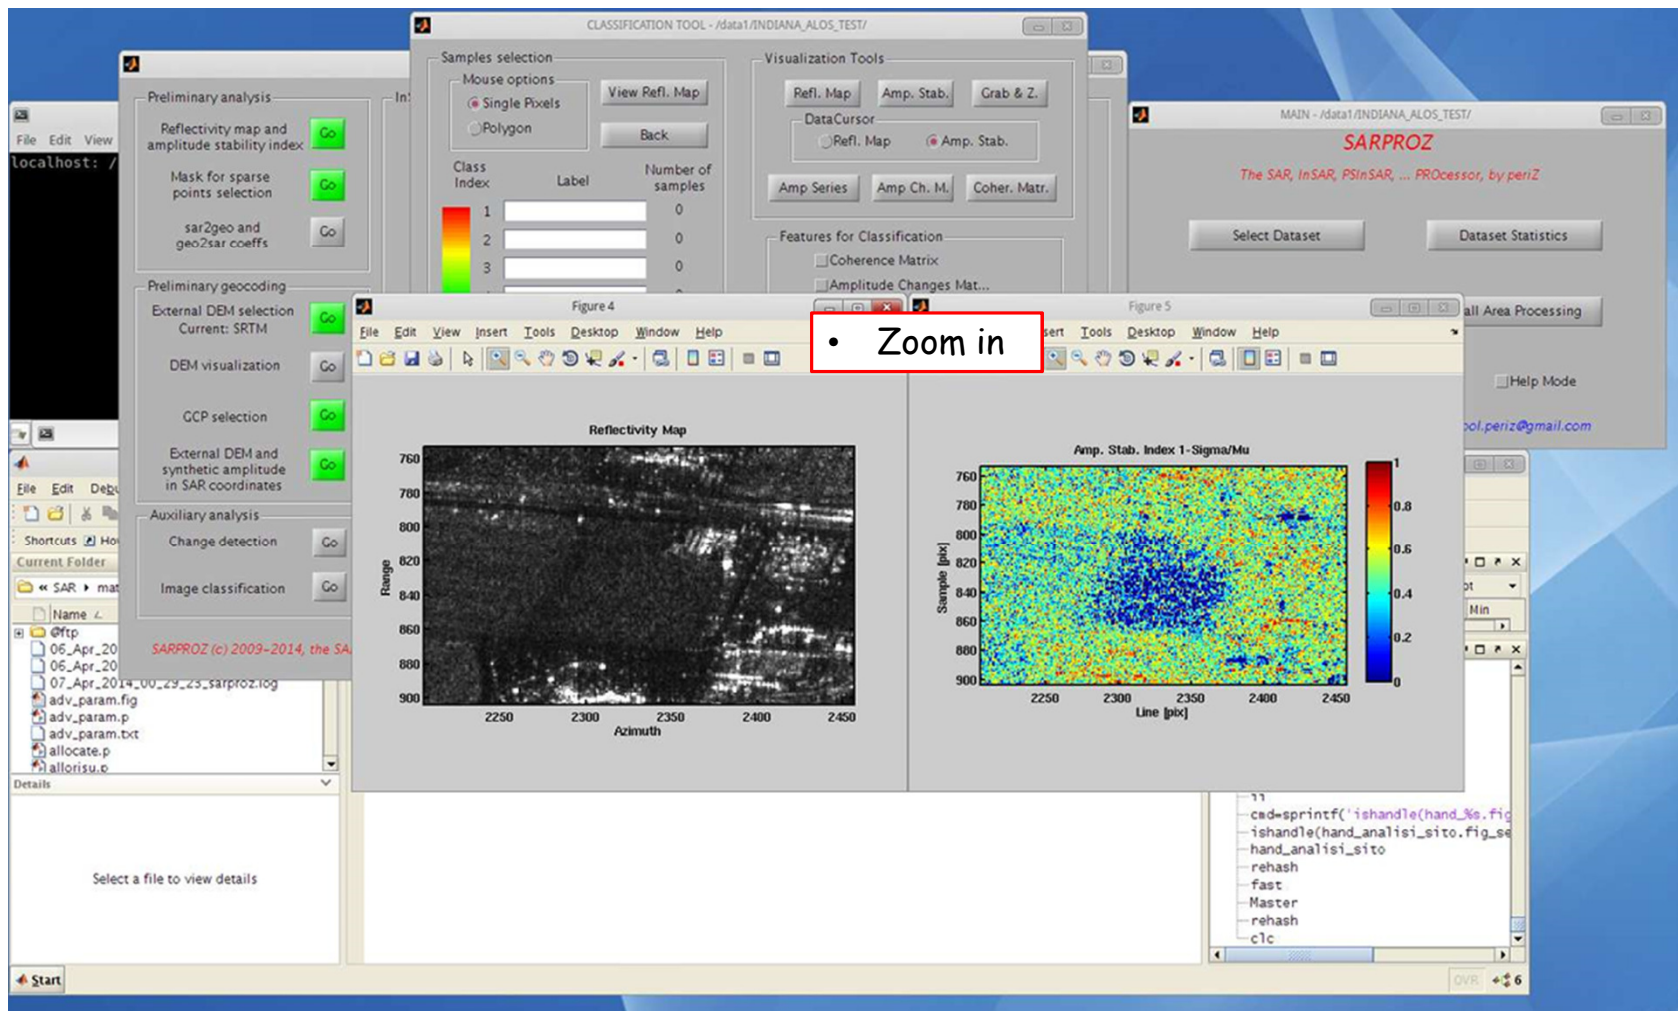 CLASSIFICATION TOOL - /data1/INDIANA_ALOS_TEST/
Samples selection
Mouse options
Single Pixels
Polygon
View Refl. Map
Back
Class Index
Label
Number of samples
1
0
2
0
3
0
Visualization Tools
Refl. Map
Amp. Stab.
Grab & Z.
DataCursor
Refl. Map
Amp. Stab.
Amp Series
Amp Ch. M.
Coher. Matr.
Features for Classification
Coherence Matrix
Amplitude Changes Mat...
Preliminary analysis
Reflectivity map and
amplitude stability index
Go
Mask for sparse
points selection
Go
sar2geo and
geo2sar coeffs
Go
Preliminary geocoding
External DEM selection
Current: SRTM
Go
DEM visualization
Go
GCP selection
Go
External DEM and
synthetic amplitude
in SAR coordinates
Go
Auxiliary analysis
Change detection
Go
Image classification
Go
SARPROZ (c) 2009-2014, the SA
File Edit View
localhost: /
MAIN - /data1/INDIANA_ALOS_TEST/
SARPROZ
The SAR, InSAR, PSInSAR, ... PROcessor, by periZ
Select Dataset
Dataset Statistics
all Area Processing
Help Mode
ool.periz@gmail.com
Figure 4
File Edit View Insert Tools Desktop Window Help
Reflectivity Map
760
780
800
820
840
860
880
900
Range
2250 2300 2350 2400 2450
Azimuth
• Zoom in
Figure 5
sert Tools Desktop Window Help
Amp. Stab. Index 1-Sigma/Mu
760
780
800
820
840
860
880
900
Sample [pix]
2250 2300 2350 2400 2450
Line [pix]
1
0.8
0.6
0.4
0.2
0
File Edit Debu
Shortcuts Ho
Current Folder
« SAR mat
Name
@ftp
06_Apr_20
06_Apr_20
07_Apr_2014_00_29_23_sarproz.log
adv_param.fig
adv_param.p
adv_param.txt
allocate.p
allorisu.p
Details
Select a file to view details
Start
Min
cmd=sprintf('ishandle(hand_%s.fig
ishandle(hand_analisi_sito.fig_se
hand_analisi_sito
rehash
fast
Master
rehash
clc
OVR
6